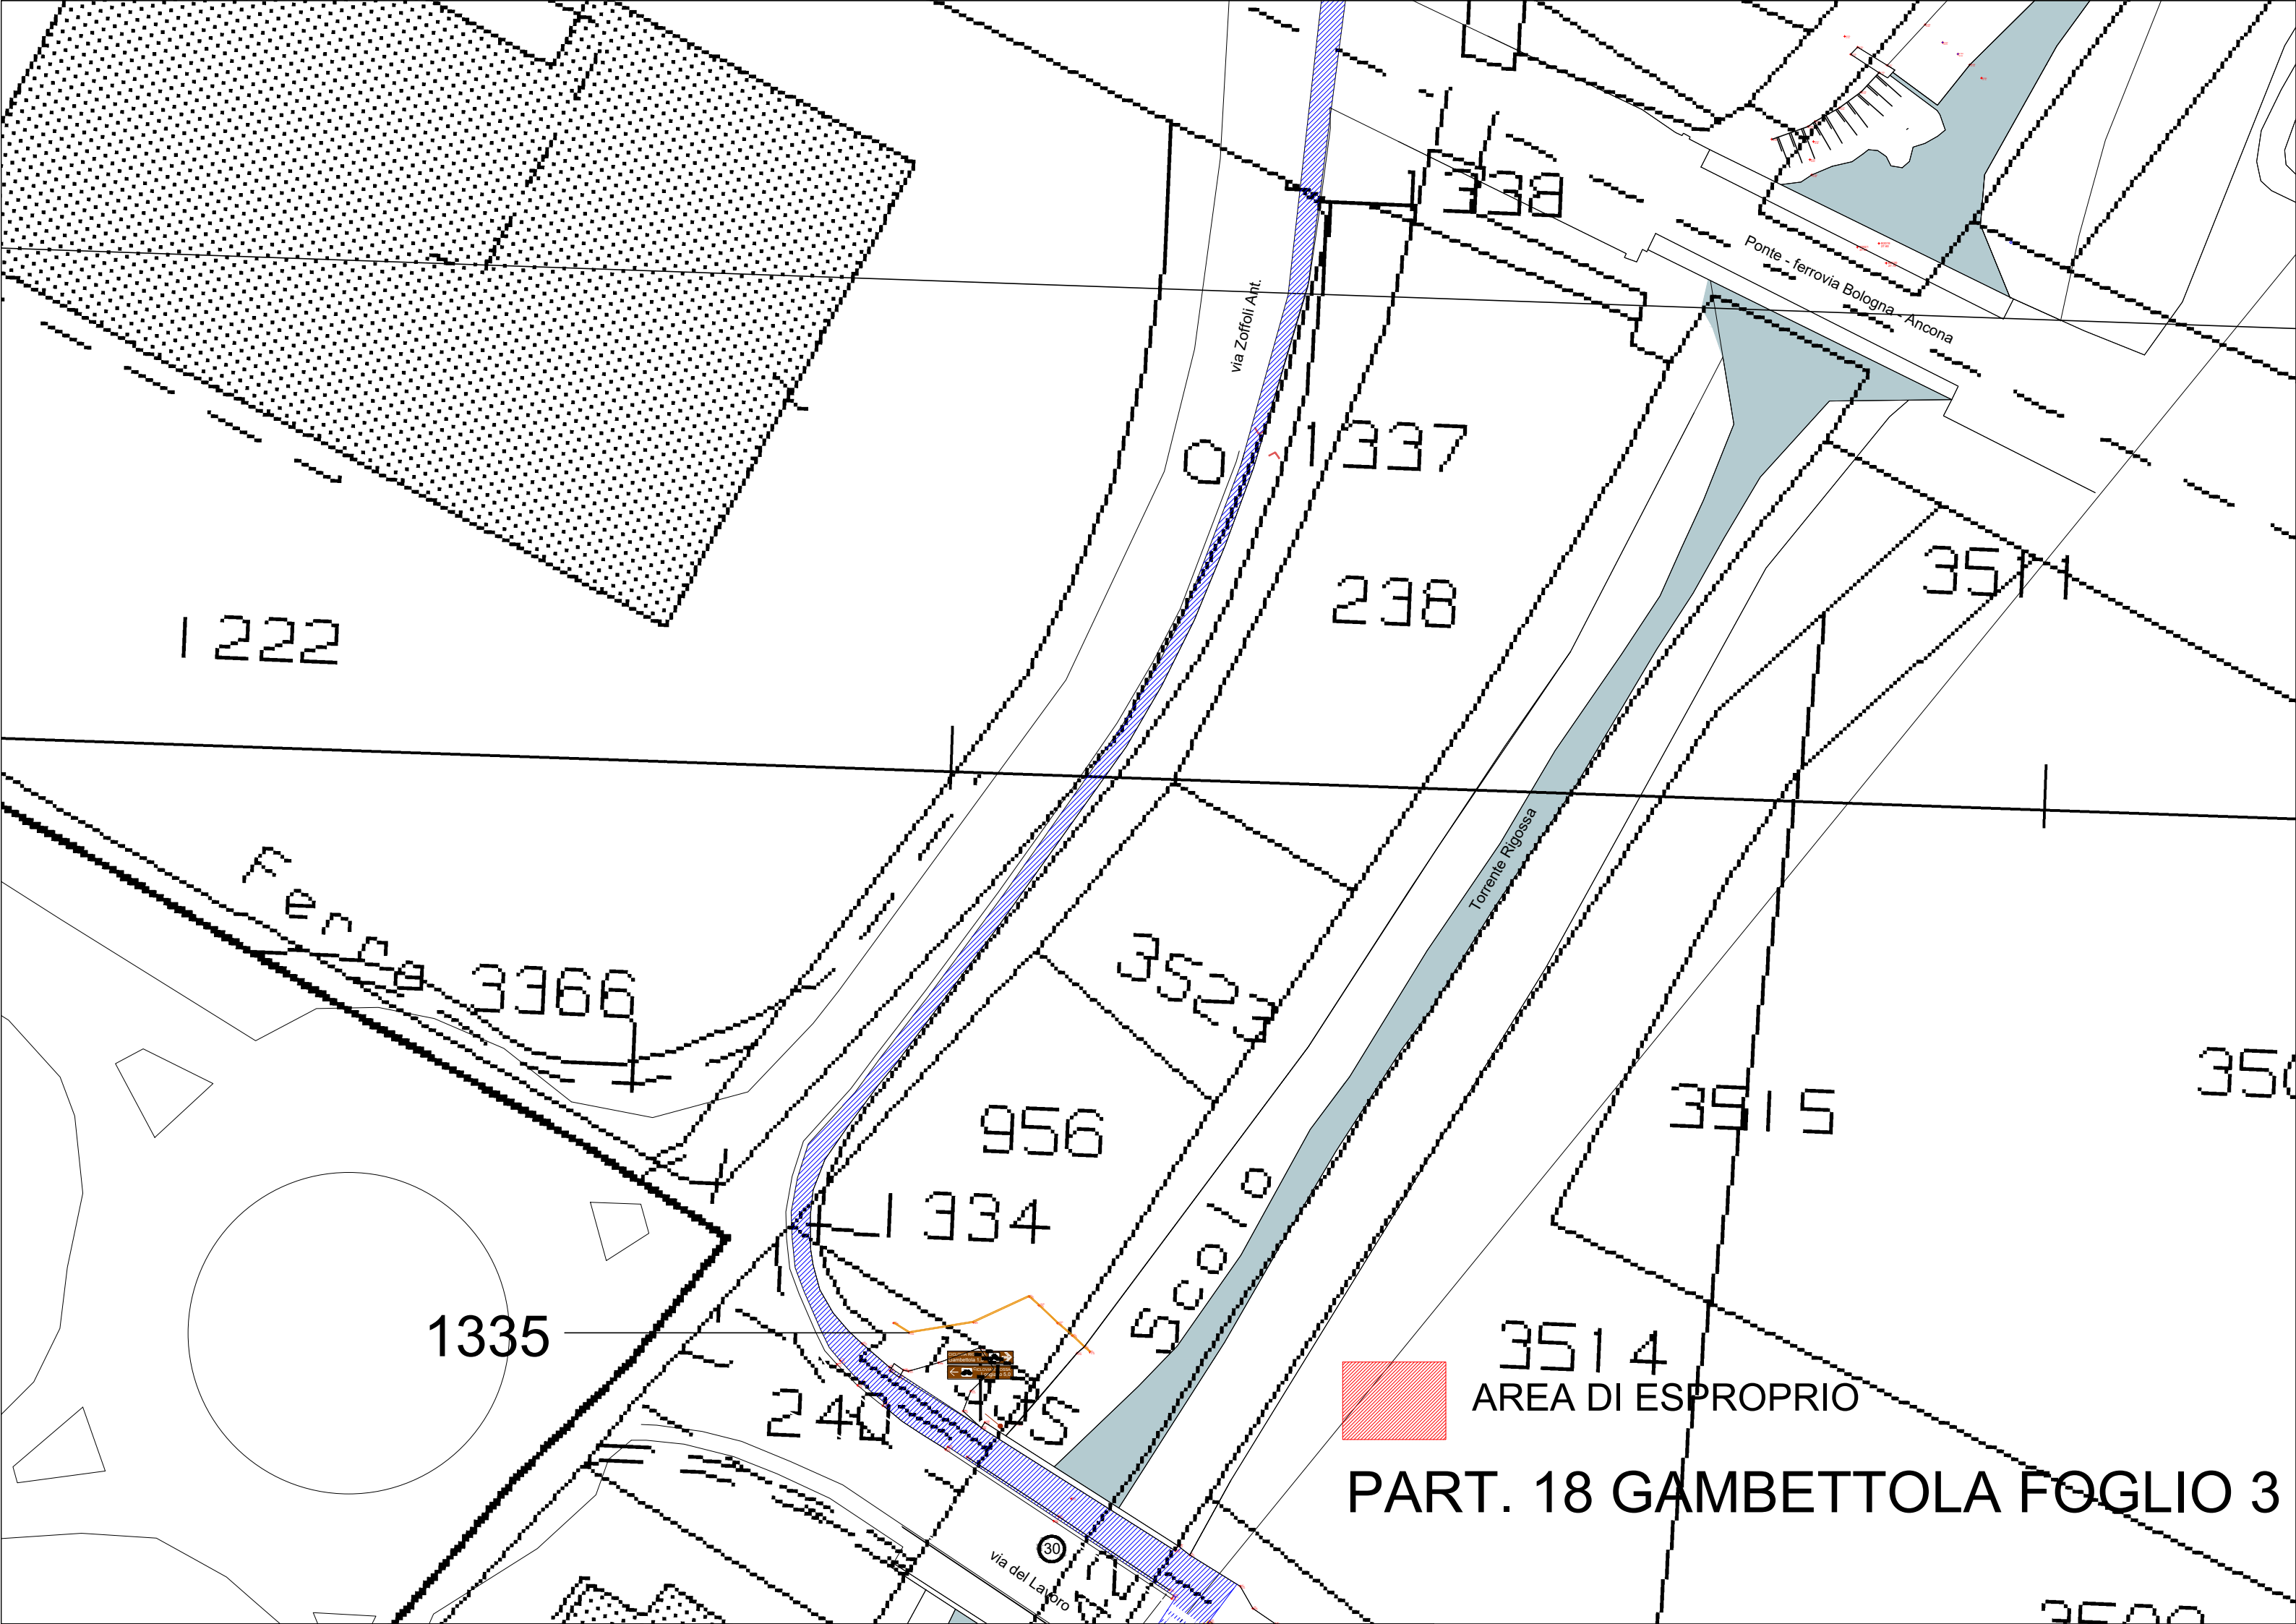 338
Ponte - ferrovia Bologna - Ancona
via Zoffoli Ant.
1337
3511
238
1222
Torrente Rigossa
Ferro
3366
3523
3515
956
1334
Scolo
1335
3514
240
AREA DI ESPROPRIO
PART. 18 GAMBETTOLA FOGLIO 3
30
via del Lavoro